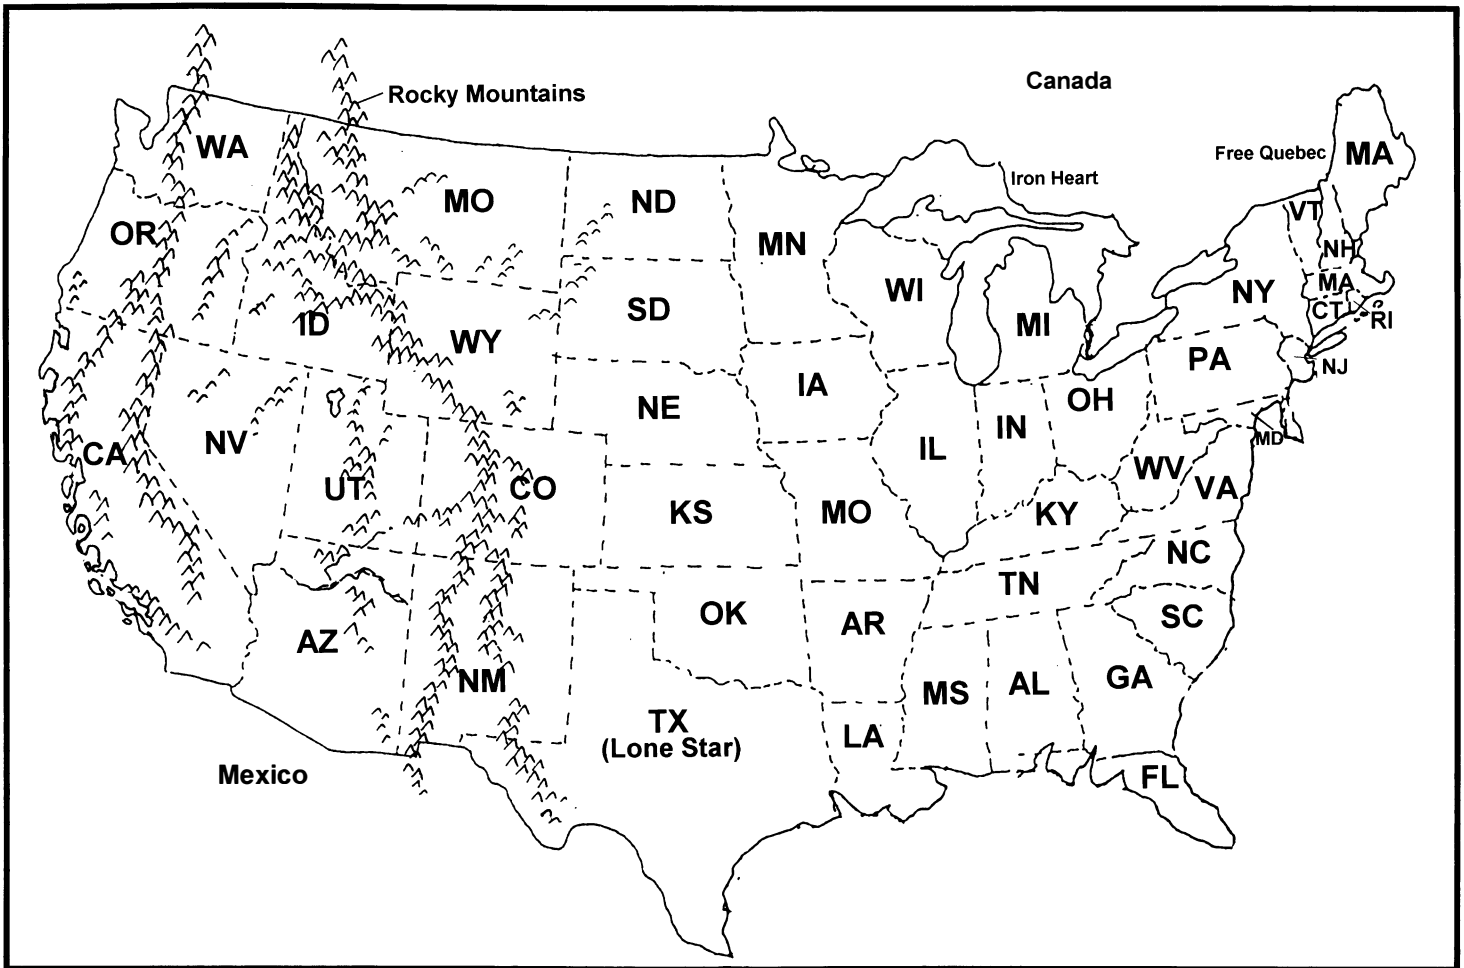 Canada
Rocky Mountains
WA
Free Quebec
MA
Iron Heart
MO
ND
VT
OR
MN
NH
MA
WI
NY
CT
RI
SD
ID
MI
WY
PA
NJ
IA
OH
NE
IN
MD
NV
CA
IL
WV
UT
CO
VA
KS
MO
KY
NC
TN
OK
AR
SC
AZ
NM
MS
AL
GA
TX
(Lone Star)
LA
Mexico
FL